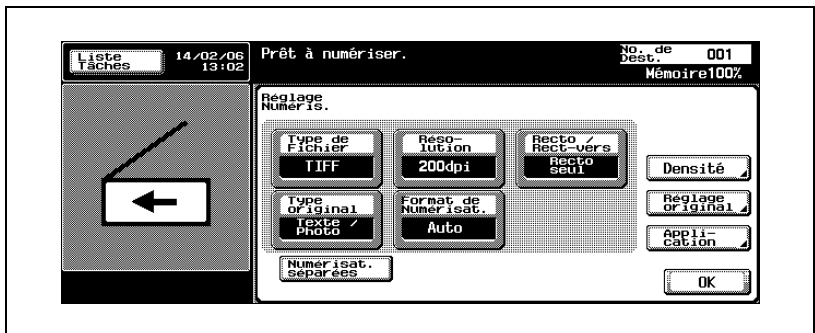 Liste
Tâches
14/02/06
13:02
Prêt à numériser.
No. de
Dest.
001
Mémoire100%
Réglage
Numéris.
Type de
Fichier
TIFF
Réso-
lution
200dpi
Recto /
Rect-vers
Recto
seul
Type
original
Texte /
Photo
Format de
Numérisat.
Auto
Numérisat.
séparées
Densité
Réglage
original
Appli-
cation
OK